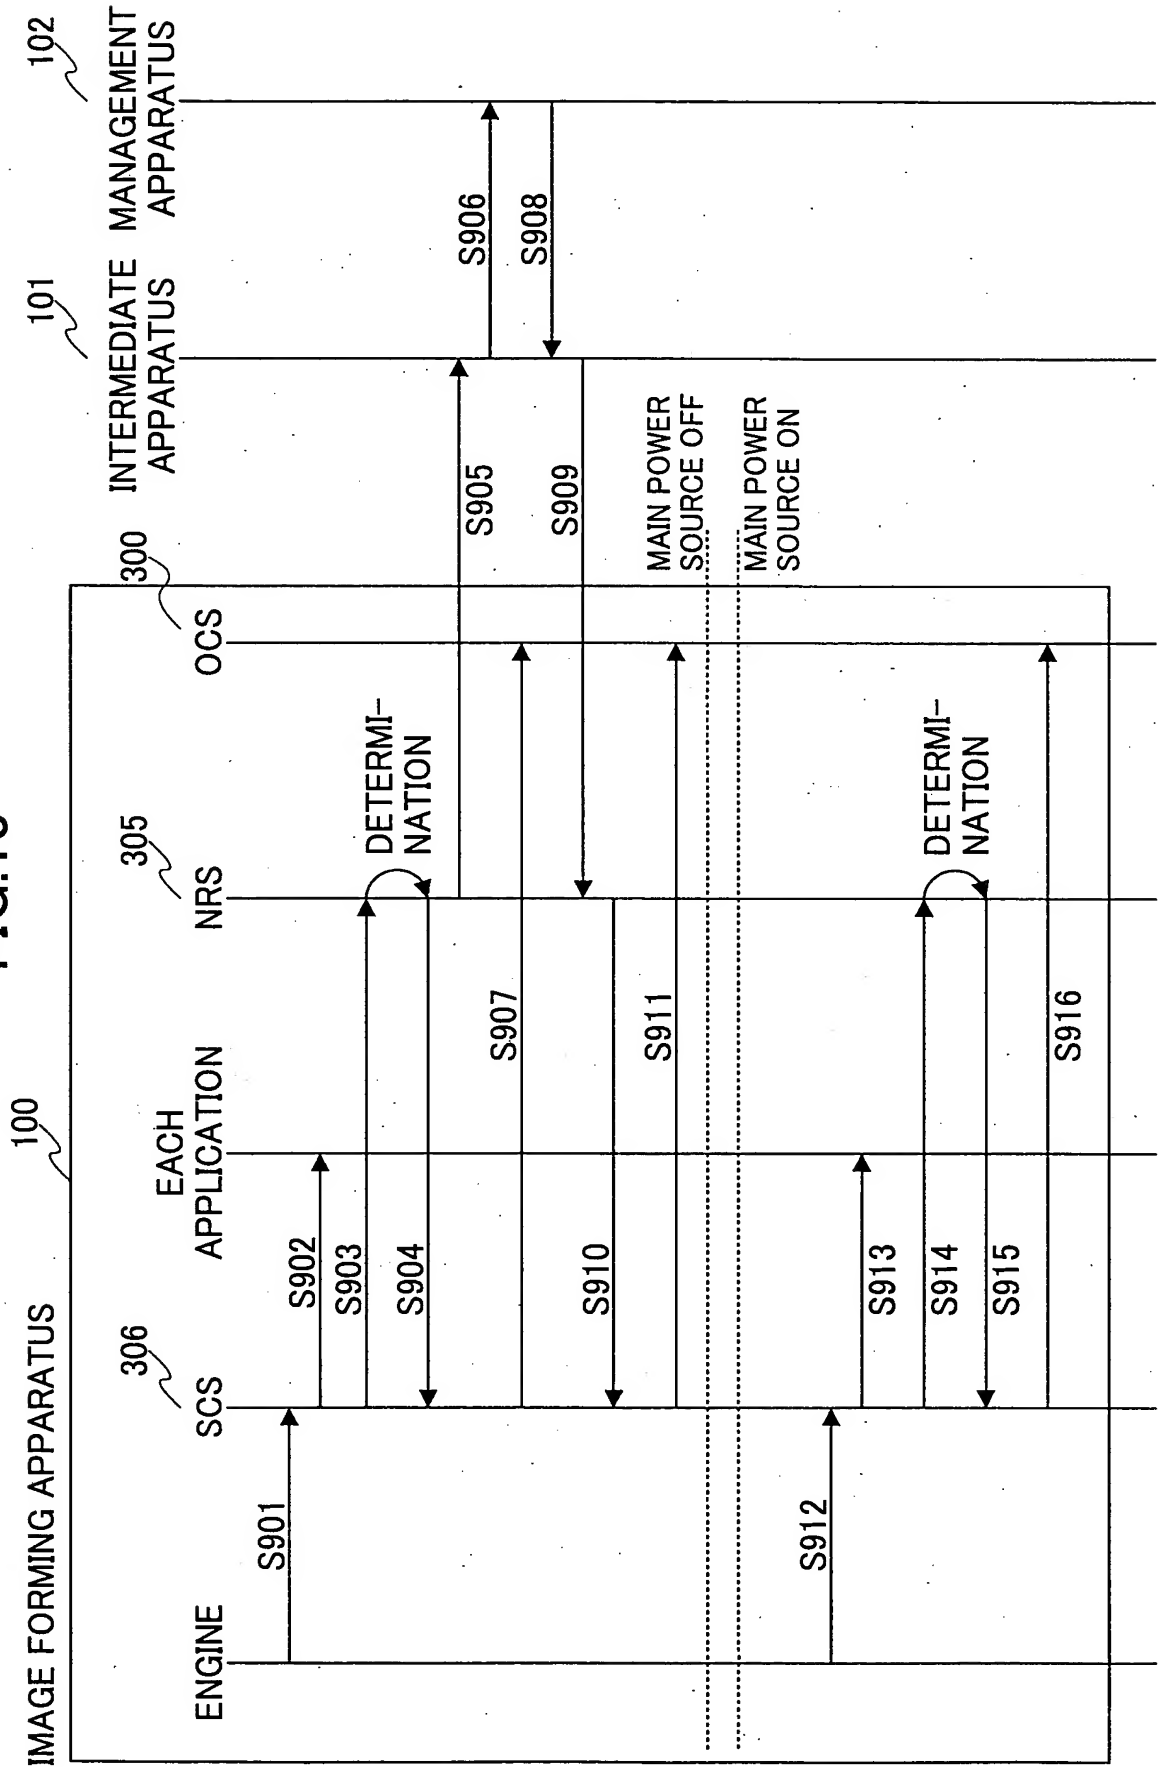 IMAGE FORMING APPARATUS
100
101
102
ENGINE
SCS
306
EACH
APPLICATION
NRS
305
OCS
300
INTERMEDIATE
APPARATUS
MANAGEMENT
APPARATUS
S901
S902
S903
DETERMI-
NATION
S904
S905
S906
S907
S908
S909
S910
S911
MAIN POWER
SOURCE OFF
MAIN POWER
SOURCE ON
S912
S913
S914
DETERMI-
NATION
S915
S916